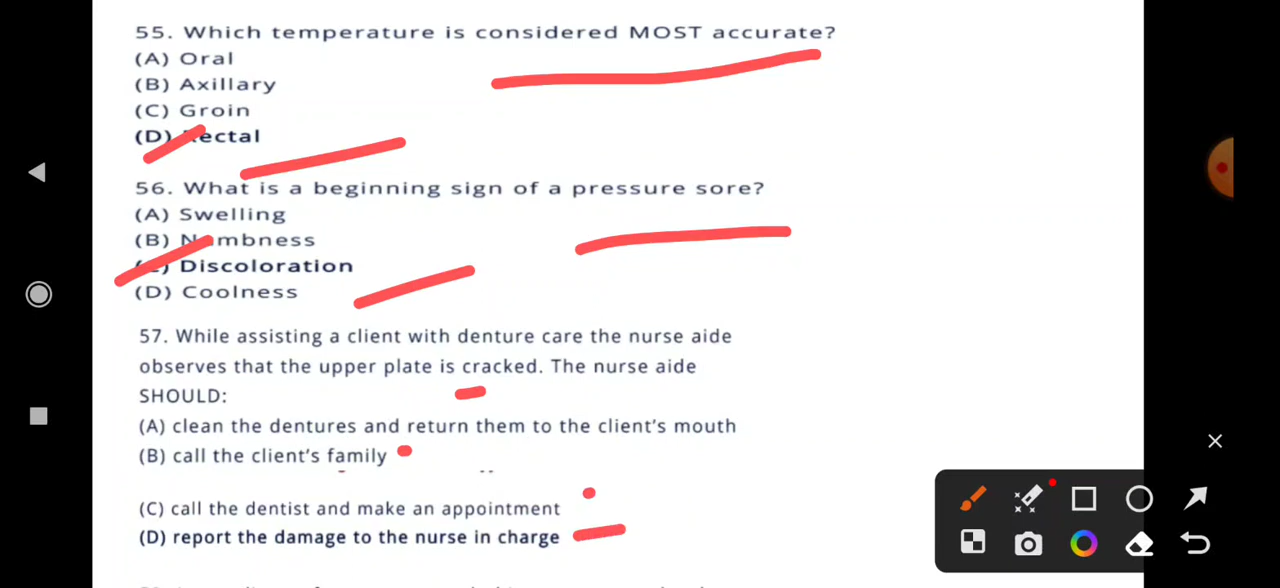 55. Which temperature is considered MOST accurate?
(A) Oral
(B) Axillary
(C) Groin
(D) Rectal
56. What is a beginning sign of a pressure sore?
(A) Swelling
(B) Numbness
(C) Discoloration
(D) Coolness
57. While assisting a client with denture care the nurse aide
observes that the upper plate is cracked. The nurse aide
SHOULD:
(A) clean the dentures and return them to the client's mouth
(B) call the client's family
(C) call the dentist and make an appointment
(D) report the damage to the nurse in charge